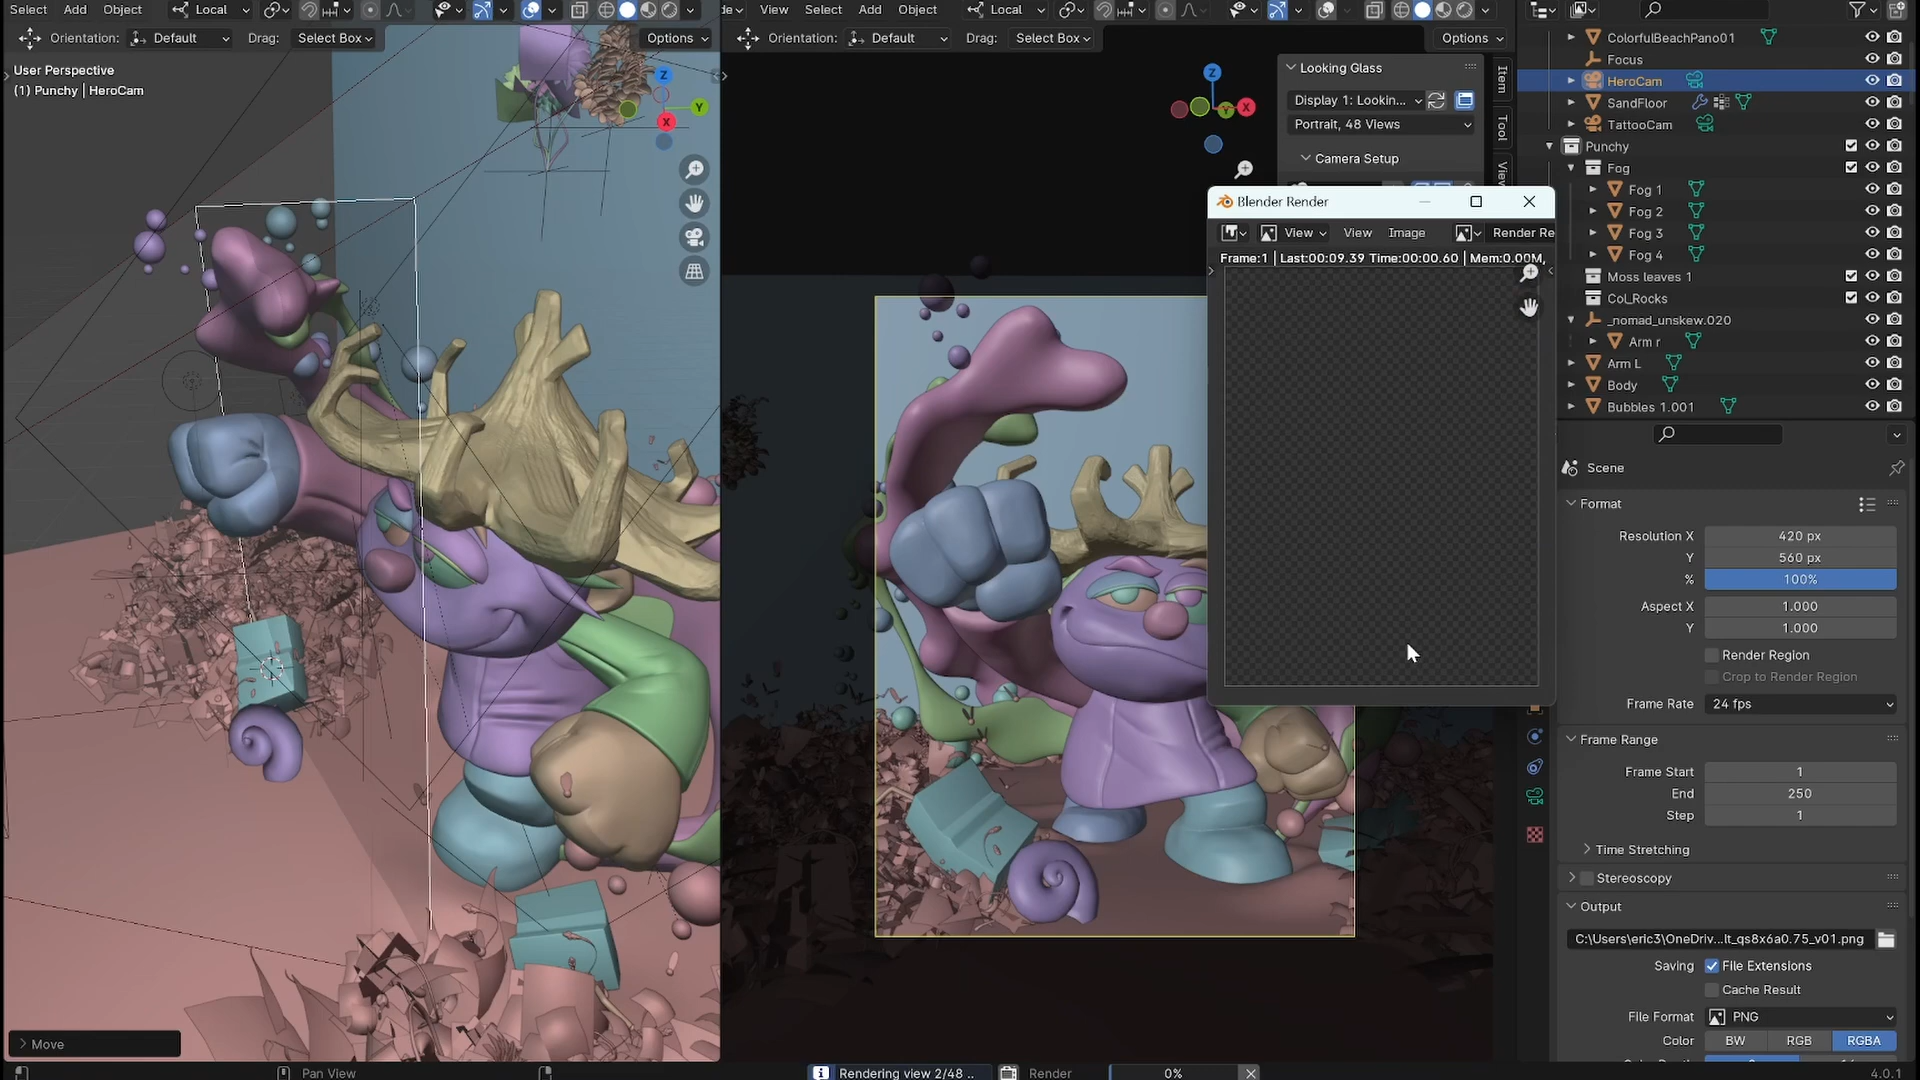 Select Add Object Local
Orientation: Default Drag: Select Box Options
User Perspective
(1) Punchy | HeroCam
Z
Y
X
Move
de View Select Add Object Local
Orientation: Default Drag: Select Box Options
Z
X
Y
Looking Glass
Display 1: Lookin...
Portrait, 48 Views
Camera Setup
Item
Tool
View
Blender Render
View View Image Render Re
Frame:1 | Last:00:09.39 Time:00:00.60 | Mem:0.00M,
ColorfulBeachPano01
Focus
HeroCam
SandFloor
TattooCam
Punchy
Fog
Fog 1
Fog 2
Fog 3
Fog 4
Moss leaves 1
Col_Rocks
_nomad_unskew.020
Arm r
Arm L
Body
Bubbles 1.001
Scene
Format
Resolution X 420 px
Y 560 px
% 100%
Aspect X 1.000
Y 1.000
Render Region
Crop to Render Region
Frame Rate 24 fps
Frame Range
Frame Start 1
End 250
Step 1
Time Stretching
Stereoscopy
Output
C:\Users\eric3\OneDriv...lt_qs8x6a0.75_v01.png
Saving File Extensions
Cache Result
File Format PNG
Color BW RGB RGBA
Pan View
Rendering view 2/48 .. Render 0%
4.0.1